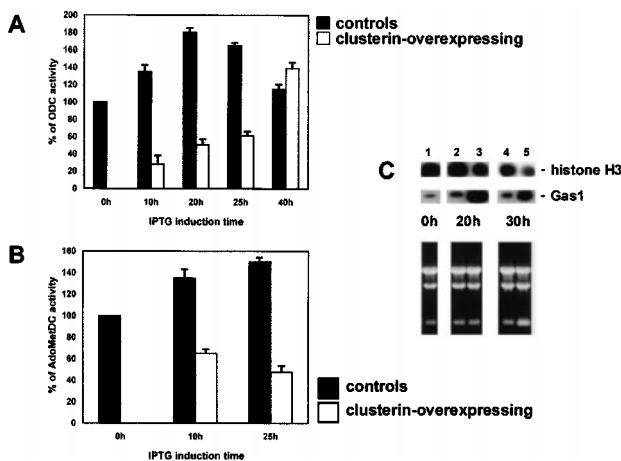 A
controls
clusterin-overexpressing
% of ODC activity
200
180
160
140
120
100
80
60
40
20
0
0h 10h 20h 25h 40h
IPTG induction time
C
1 2 3 4 5
- histone H3
- Gas1
0h 20h 30h
B
% of AdoMetDC activity
160
140
120
100
80
60
40
20
0
0h 10h 25h
IPTG induction time
controls
clusterin-overexpressing